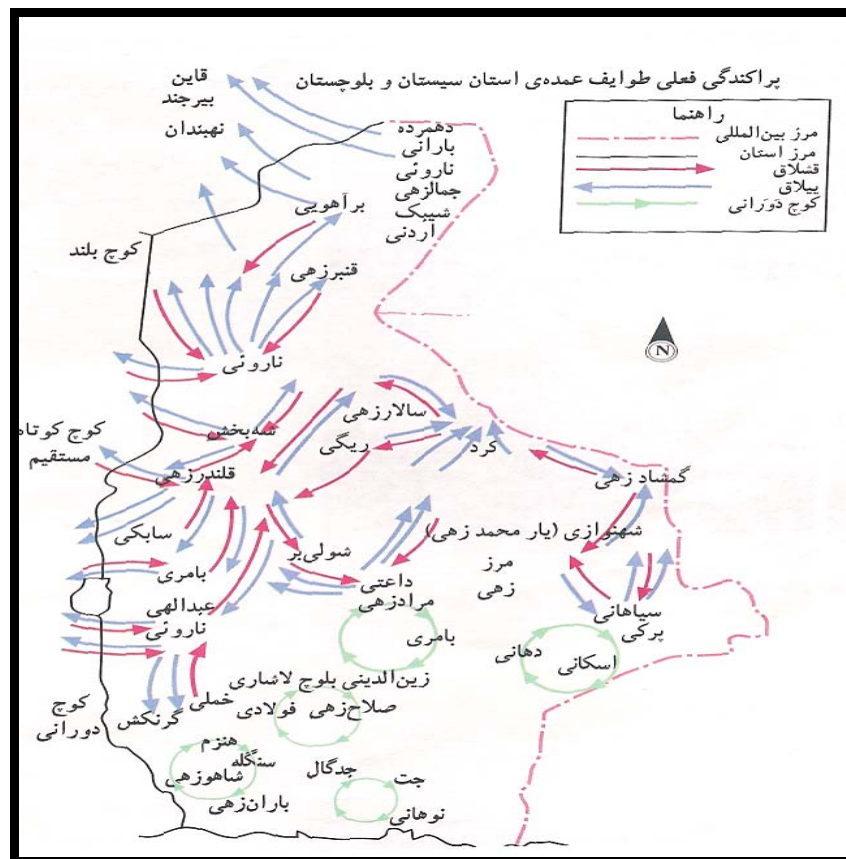 پراکندگی فعلی طوایف عمده‌ی استان سیستان و بلوچستان
راهنما
مرز بین‌المللی
مرز استان
قشلاق
ییلاق
کوچ دَوَرانی
قاین
بیرجند
نهبندان
دهمرده
بارانی
ناروئی
جمالزهی
شیبک
اردنی
برآهویی
کوچ بلند
قنبرزهی
N
ناروئی
سالارزهی
شه‌بخش
ریگی
کرد
کوچ کوتاه
مستقیم
قلندرزهی
گمشاد زهی
سابکی
شولی‌بر
شهنوازی (یار محمد زهی)
مرز
زهی
بامری
داعتی
مرادزهی
عبدالهی
ناروئی
سیاهانی
پرکی
بامری
دهانی
اسکانی
زین‌الدینی بلوچ لاشاری
خملی
فولادی
صلاح‌زهی
کوچ
دورانی
گرنکش
هنزم
سنگله
شاهوزهی
باران‌زهی
جدگال
جت
نوهانی